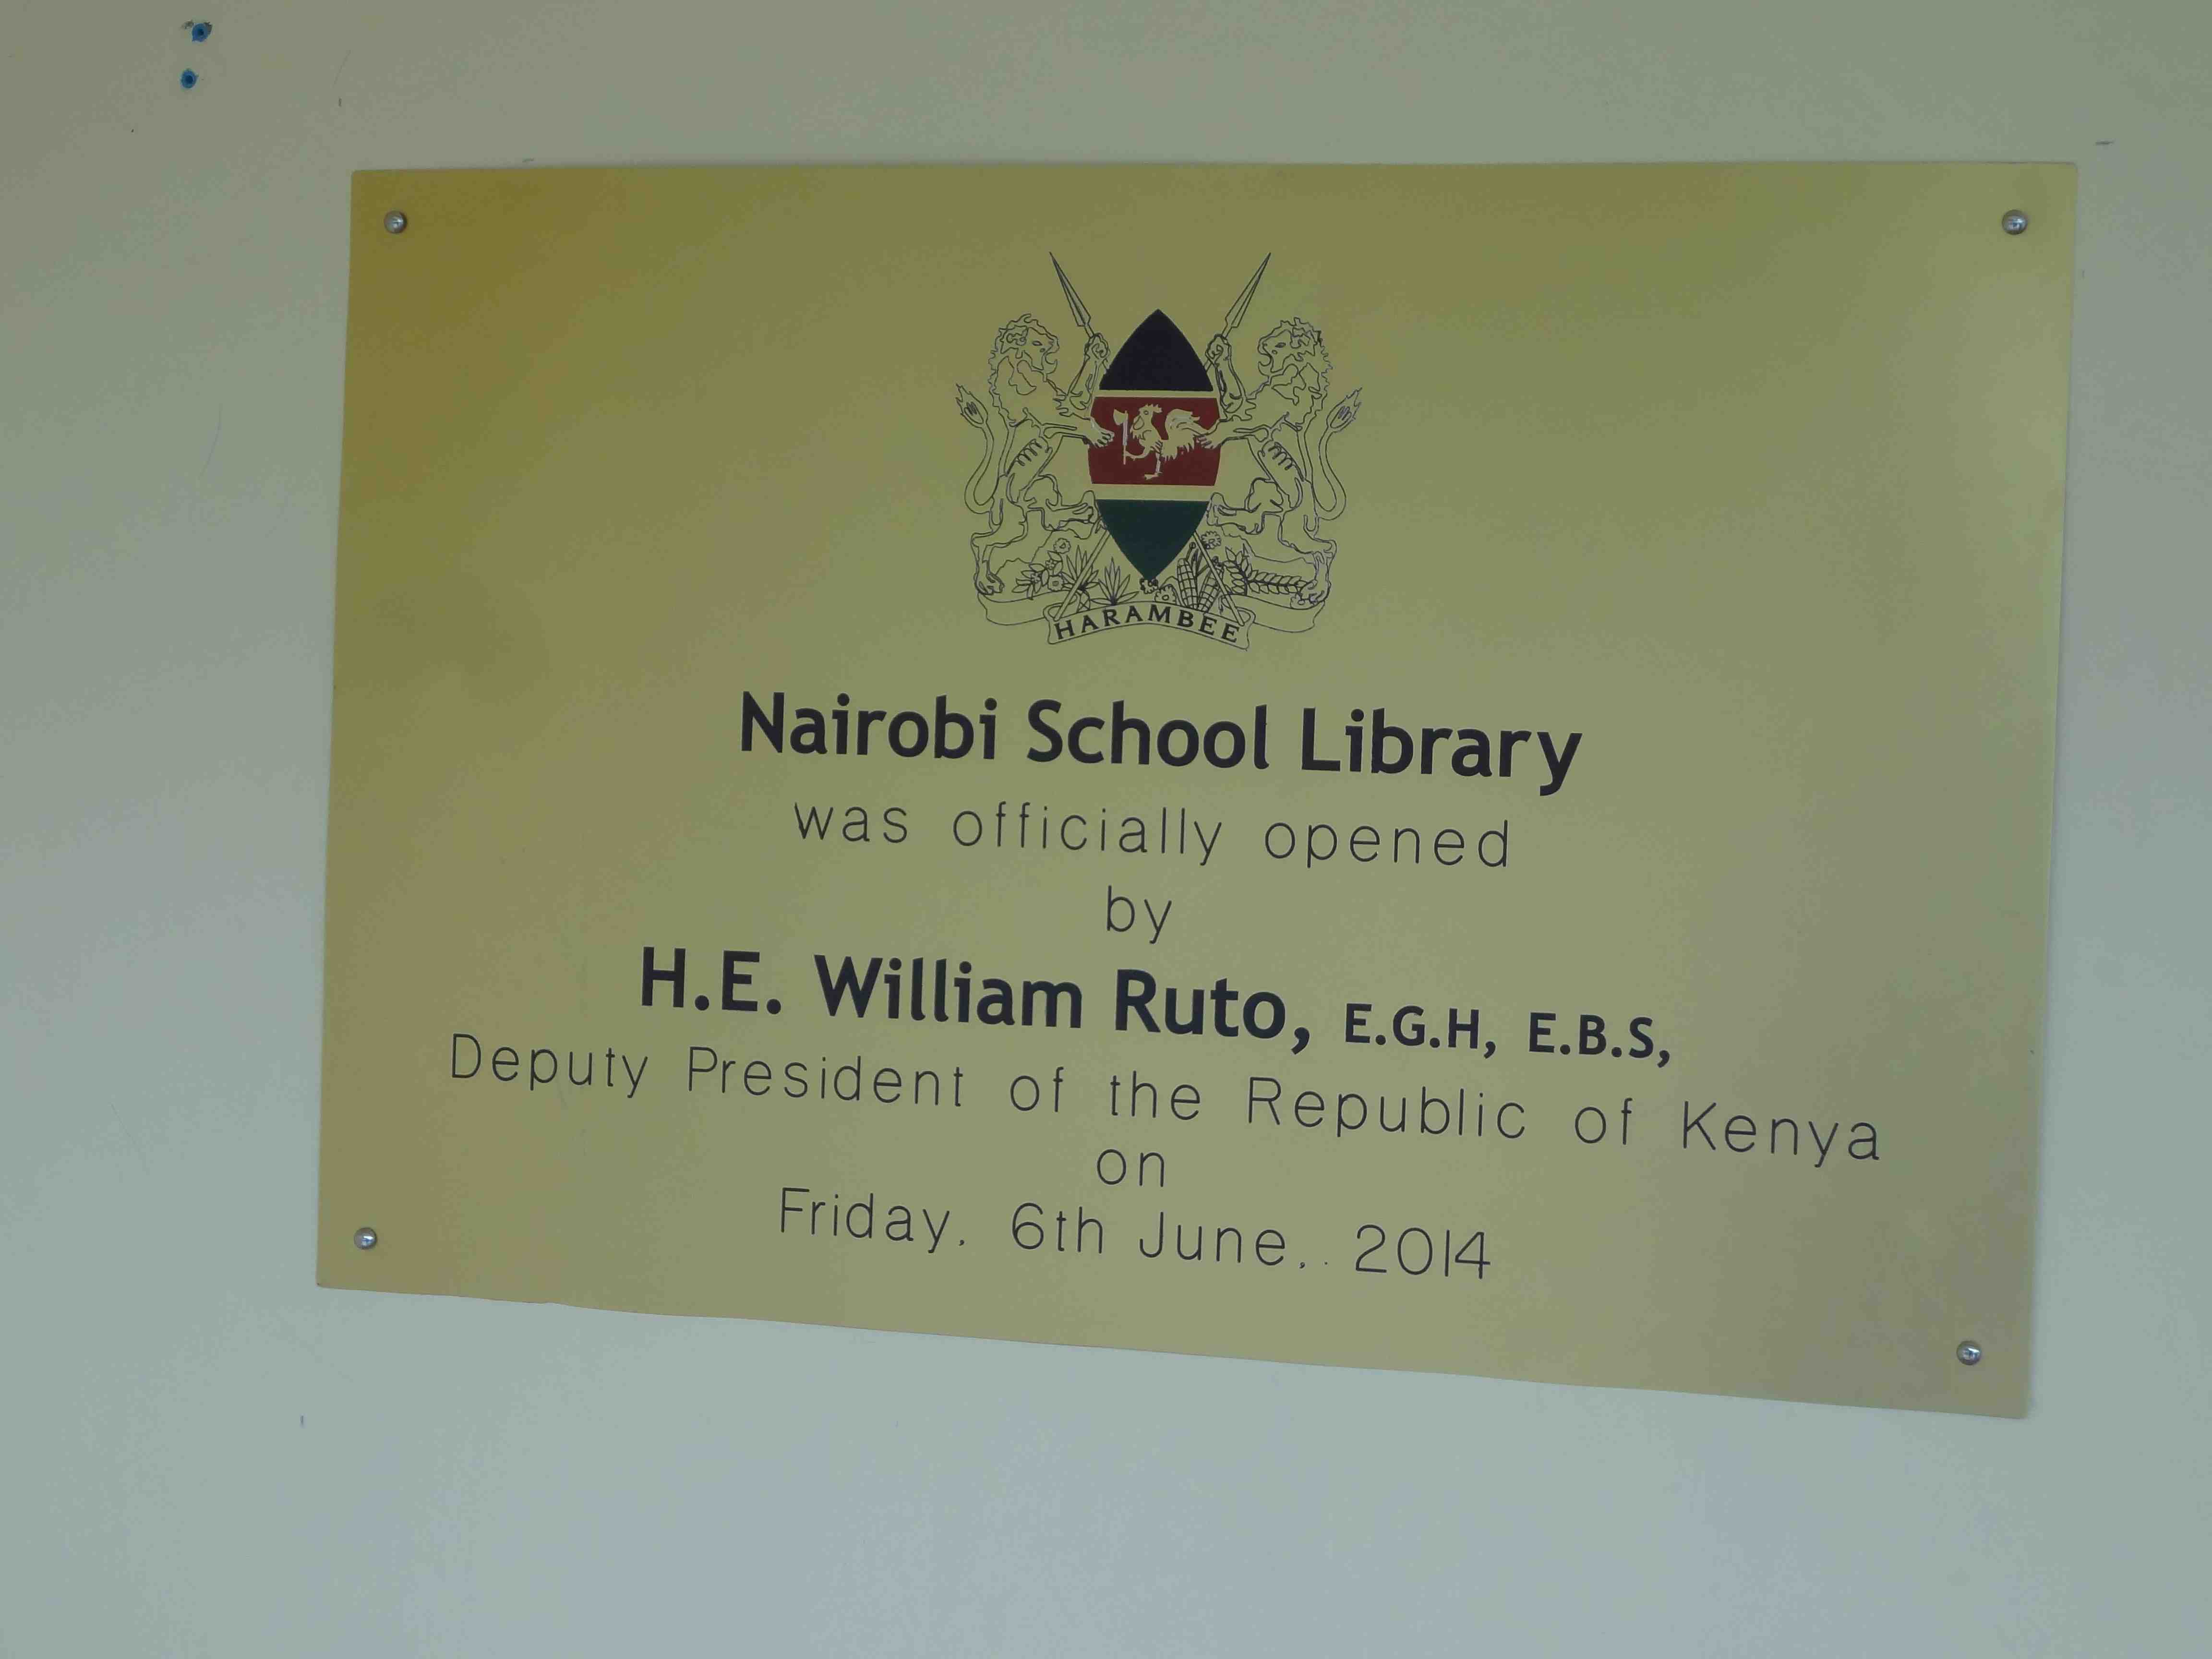 HARAMBEE
Nairobi School Library
was officially opened
by
H.E. William Ruto, E.G.H, E.B.S,
Deputy President of the Republic of Kenya
on
Friday, 6th June,. 2014